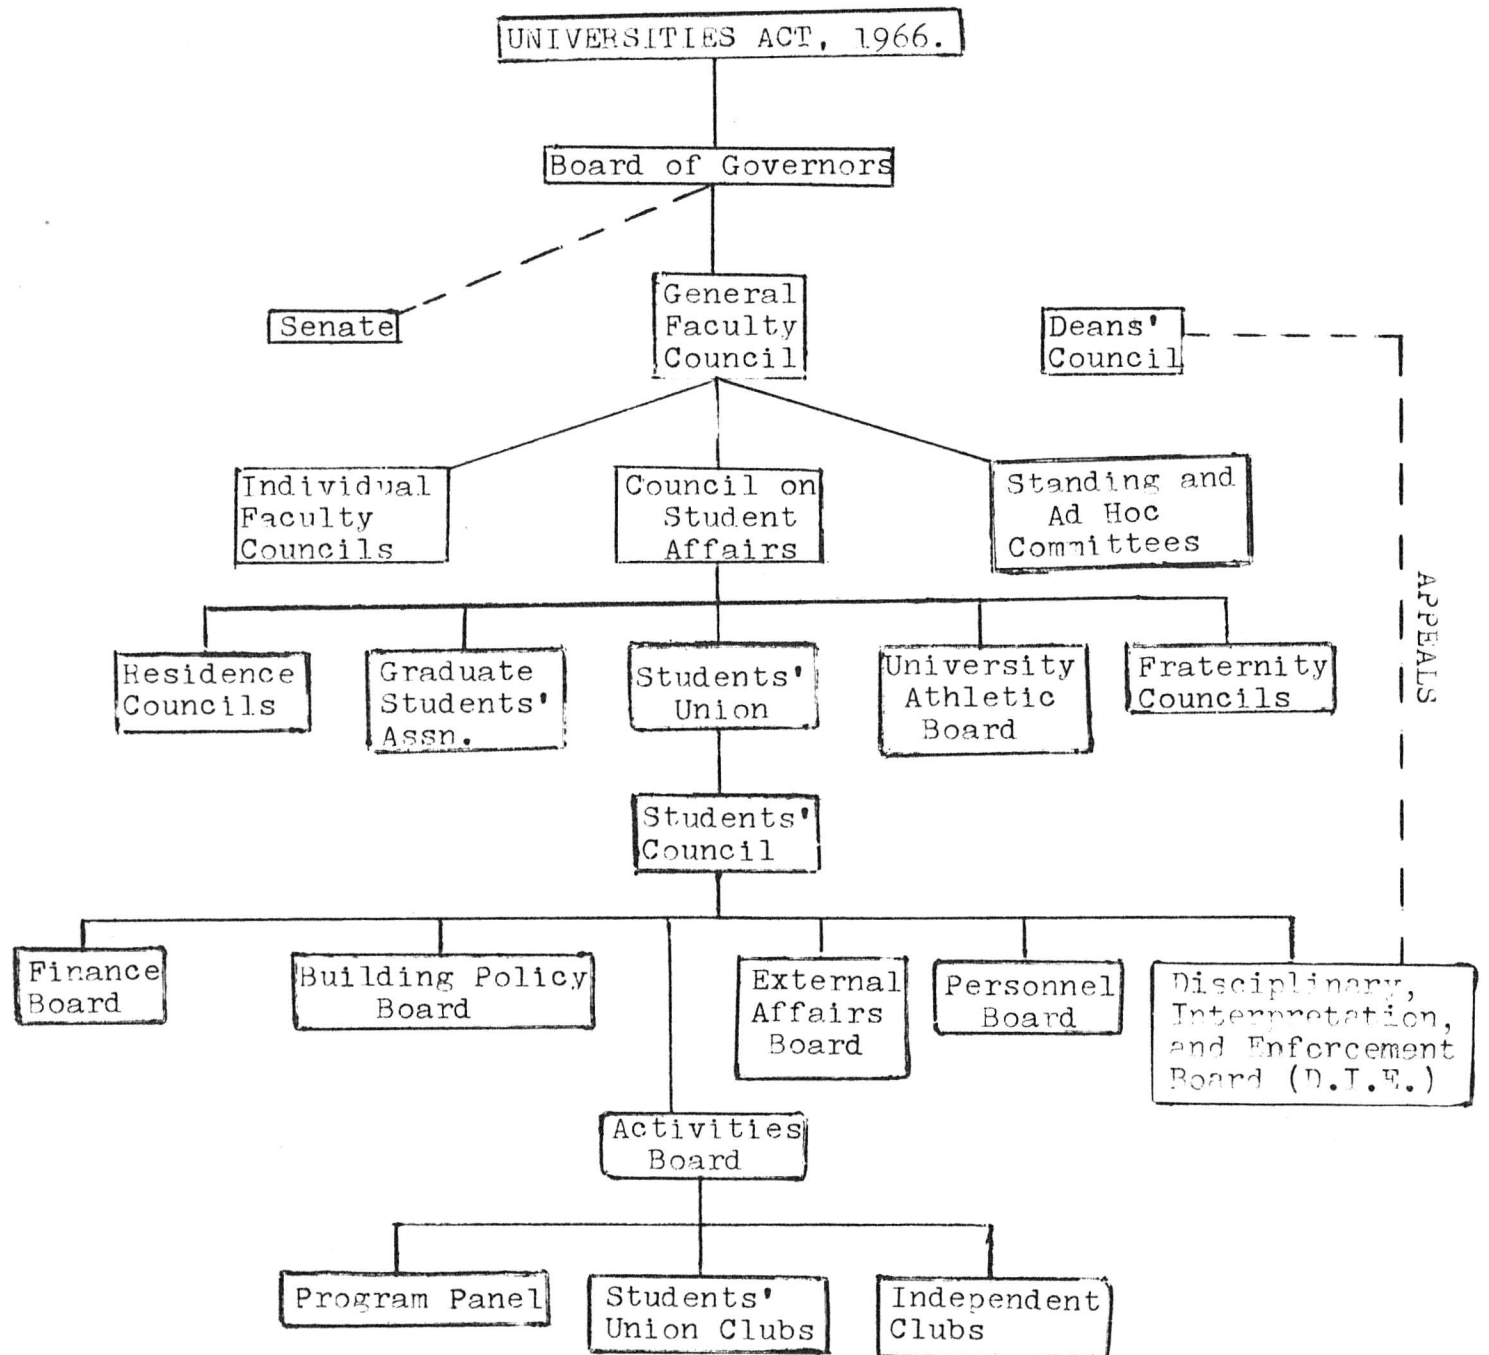 UNIVERSITIES ACT, 1966.
Board of Governors
Senate
General
Faculty
Council
Deans'
Council
Individual
Faculty
Councils
Council on
Student
Affairs
Standing and
Ad Hoc
Committees
APPEALS
Residence
Councils
Graduate
Students'
Assn.
Students'
Union
University
Athletic
Board
Fraternity
Councils
Students'
Council
Finance
Board
Building Policy
Board
External
Affairs
Board
Personnel
Board
Disciplinary,
Interpretation,
and Enforcement
Board (D.I.E.)
Activities
Board
Program Panel
Students'
Union Clubs
Independent
Clubs